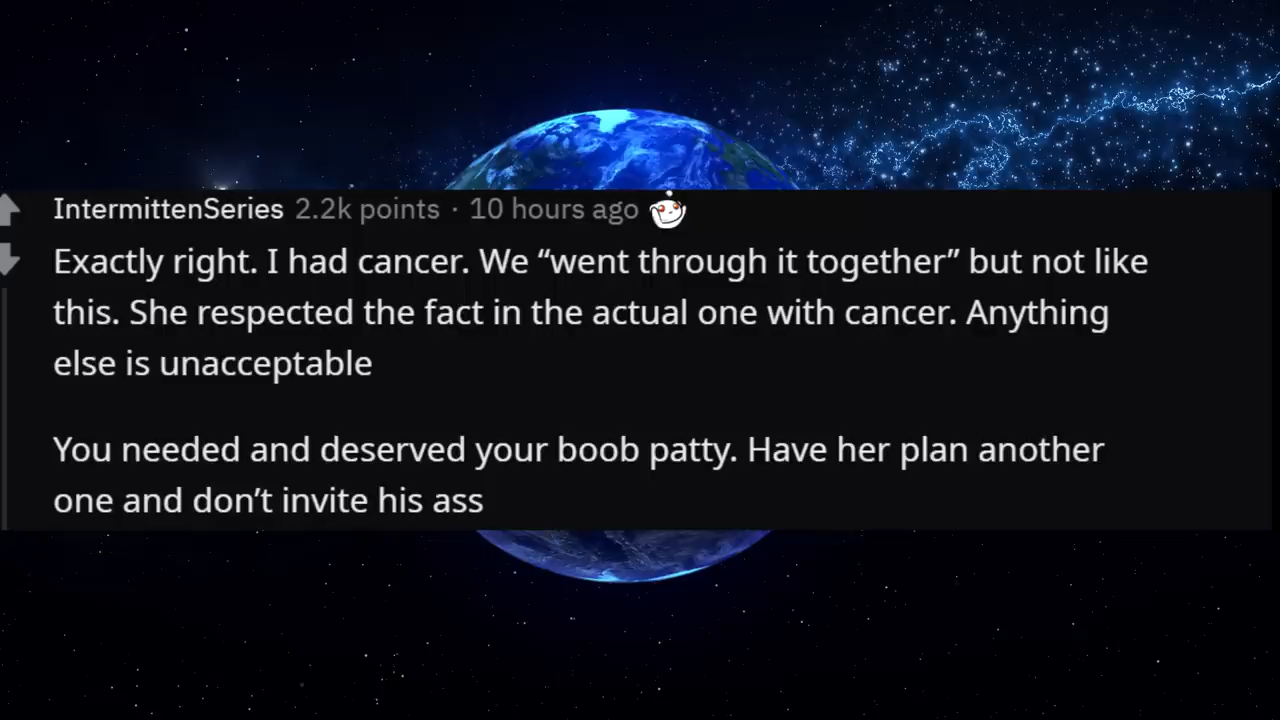 IntermittenSeries 2.2k points · 10 hours ago
Exactly right. I had cancer. We “went through it together” but not like
this. She respected the fact in the actual one with cancer. Anything
else is unacceptable
You needed and deserved your boob patty. Have her plan another
one and don’t invite his ass